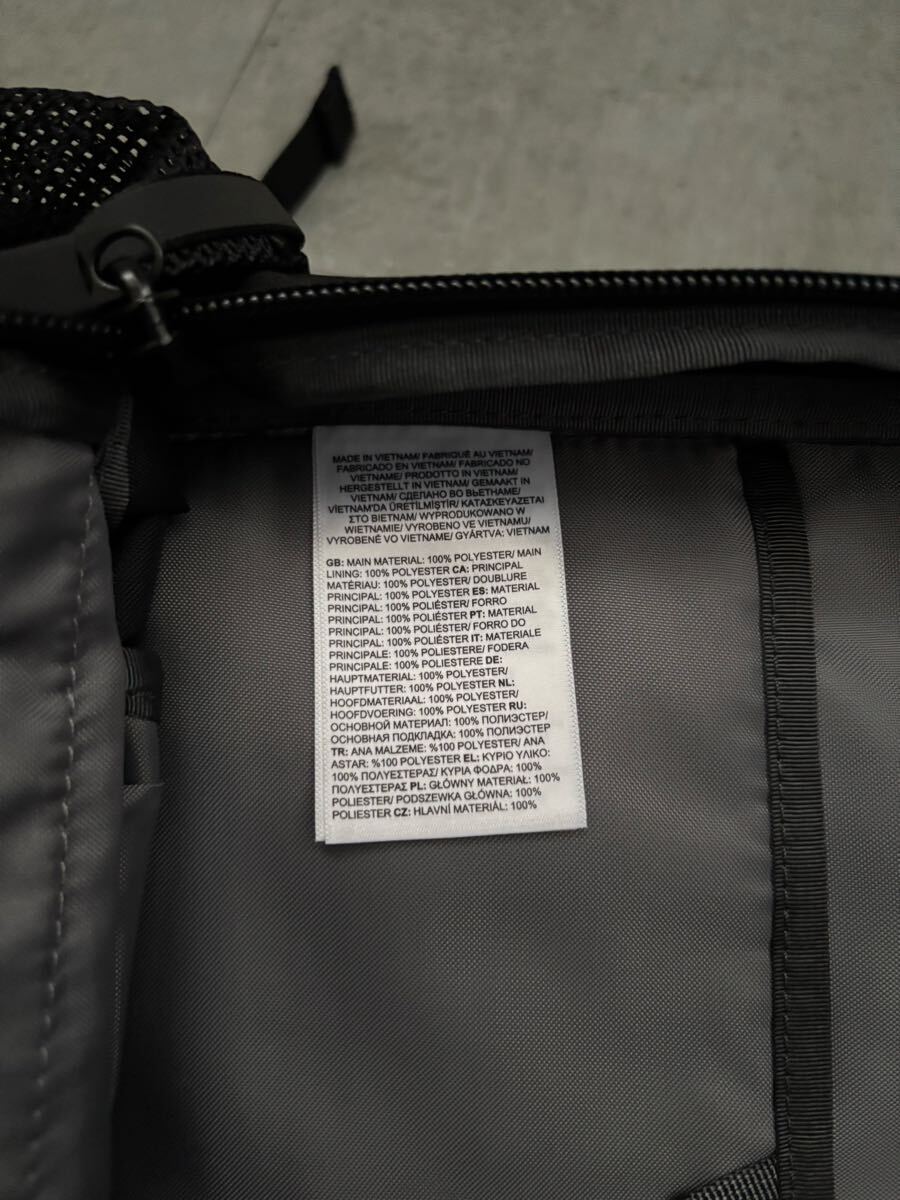 MADE IN VIETNAM/ FABRIQUÉ AU VIETNAM/
FABRICADO EN VIETNAM/ FABRICADO NO
VIETNAME/ PRODOTTO IN VIETNAM/
HERGESTELLT IN VIETNAM/ GEMAAKT IN
VIETNAM/ СДЕЛАНО ВО ВЬЕТНАМЕ/
VİETNAM'DA ÜRETİLMİŞTİR/ ΚΑΤΑΣΚΕΥΑΖΕΤΑΙ
ΣΤΟ ΒΙΕΤΝΑΜ/ WYPRODUKOWANO W
WIETNAMIE/ VYROBENO VE VIETNAMU/
VYROBENÉ VO VIETNAME/ GYÁRTVA: VIETNAM
GB: MAIN MATERIAL: 100% POLYESTER/ MAIN
LINING: 100% POLYESTER CA: PRINCIPAL
MATÉRIAU: 100% POLYESTER/ DOUBLURE
PRINCIPAL: 100% POLYESTER ES: MATERIAL
PRINCIPAL: 100% POLIÉSTER/ FORRO
PRINCIPAL: 100% POLIÉSTER PT: MATERIAL
PRINCIPAL: 100% POLIÉSTER/ FORRO DO
PRINCIPAL: 100% POLIÉSTER IT: MATERIALE
PRINCIPALE: 100% POLIESTERE/ FODERA
PRINCIPALE: 100% POLIESTERE DE:
HAUPTMATERIAL: 100% POLYESTER/
HAUPTFUTTER: 100% POLYESTER NL:
HOOFDMATERIAAL: 100% POLYESTER/
HOOFDVOERING: 100% POLYESTER RU:
ОСНОВНОЙ МАТЕРИАЛ: 100% ПОЛИЭСТЕР/
ОСНОВНАЯ ПОДКЛАДКА: 100% ПОЛИЭСТЕР
TR: ANA MALZEME: %100 POLYESTER/ ANA
ASTAR: %100 POLYESTER EL: ΚΥΡΙΟ ΥΛΙΚΟ:
100% ΠΟΛΥΕΣΤΕΡΑΣ/ ΚΥΡΙΑ ΦΟΔΡΑ: 100%
ΠΟΛΥΕΣΤΕΡΑΣ PL: GŁÓWNY MATERIAŁ: 100%
POLIESTER/ PODSZEWKA GŁÓWNA: 100%
POLIESTER CZ: HLAVNÍ MATERIÁL: 100%